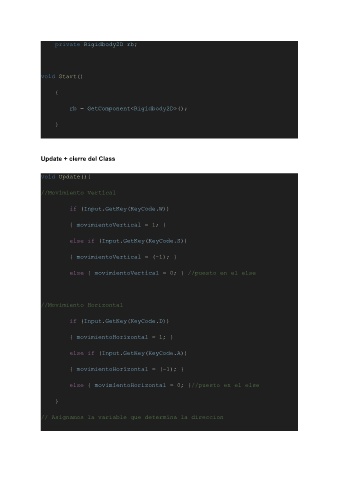 private Rigidbody2D rb;
void Start()
{
rb = GetComponent<Rigidbody2D>();
}
Update + cierre del Class
void Update(){
//Movimiento Vertical
if (Input.GetKey(KeyCode.W){
{ movimientoVertical = 1; }
else if (Input.GetKey(KeyCode.S){
{ movimientoVertical = (-1); }
else { movimientoVertical = 0; } //puesto en el else
//Movimiento Horizontal
if (Input.GetKey(KeyCode.D){
{ movimientoHorizontal = 1; }
else if (Input.GetKey(KeyCode.A){
{ movimientoHorizontal = (-1); }
else { movimientoHorizontal = 0; }//puesto en el else
}
// Asignamos la variable que determina la direccion